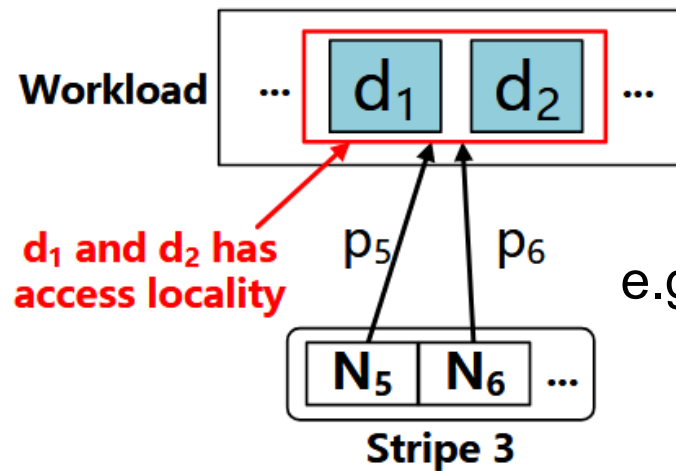 Workload ... d₁ d₂ ...
d₁ and d₂ has
access locality
p₅ p₆
e.g
N₅ N₆ ...
Stripe 3